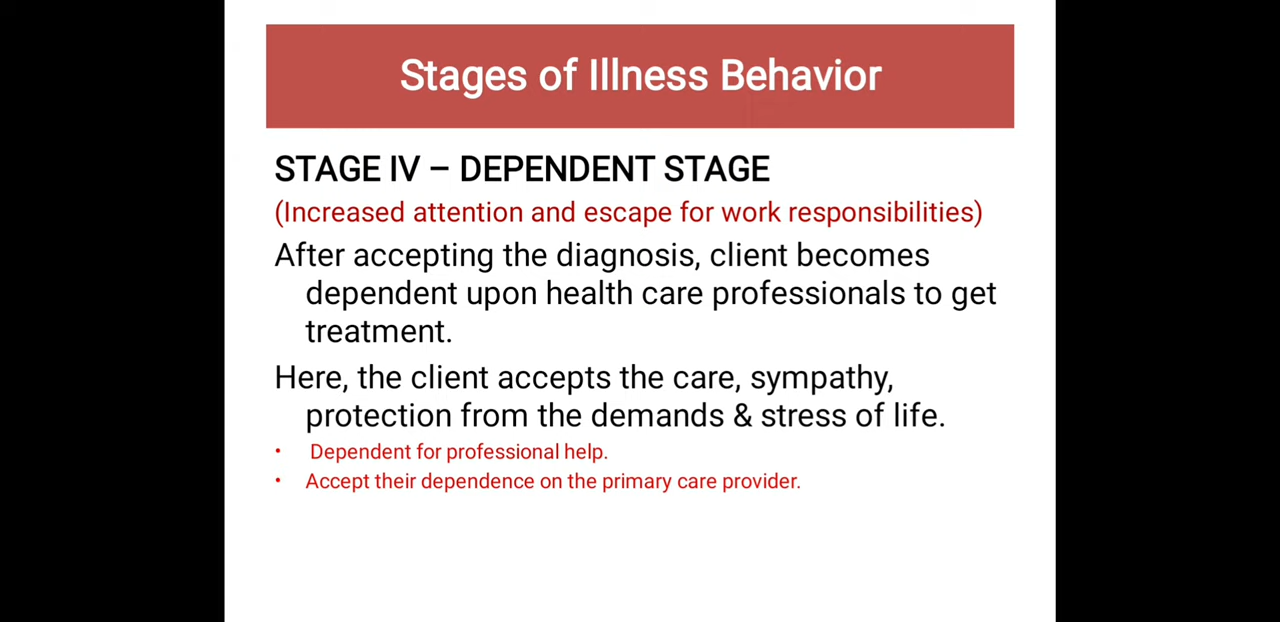 Stages of Illness Behavior
STAGE IV – DEPENDENT STAGE
(Increased attention and escape for work responsibilities)
After accepting the diagnosis, client becomes
dependent upon health care professionals to get
treatment.
Here, the client accepts the care, sympathy,
protection from the demands & stress of life.
• Dependent for professional help.
• Accept their dependence on the primary care provider.